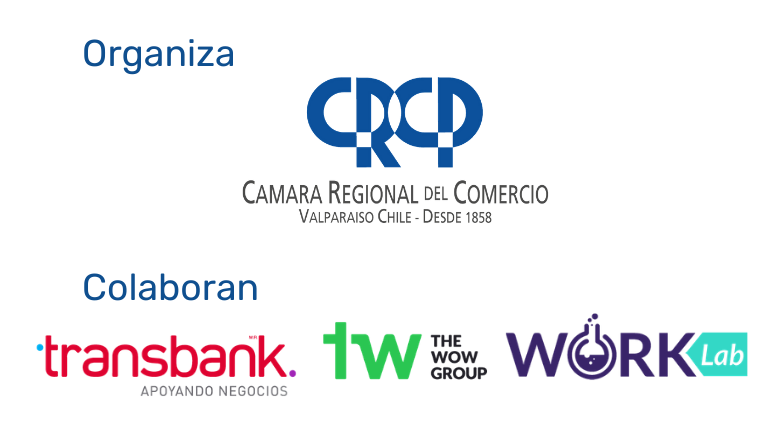 Organiza
CRCP
CAMARA REGIONAL DEL COMERCIO
VALPARAISO CHILE - DESDE 1858
Colaboran
transbank.
APOYANDO NEGOCIOS
tw THE WOW GROUP
WORK Lab